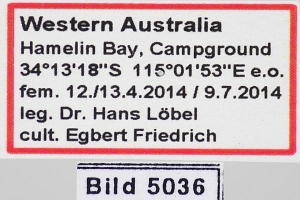 Western Australia
Hamelin Bay, Campground
34°13'18"S 115°01'53"E e.o.
fem. 12./13.4.2014 / 9.7.2014
leg. Dr. Hans Löbel
cult. Egbert Friedrich
Bild 5036